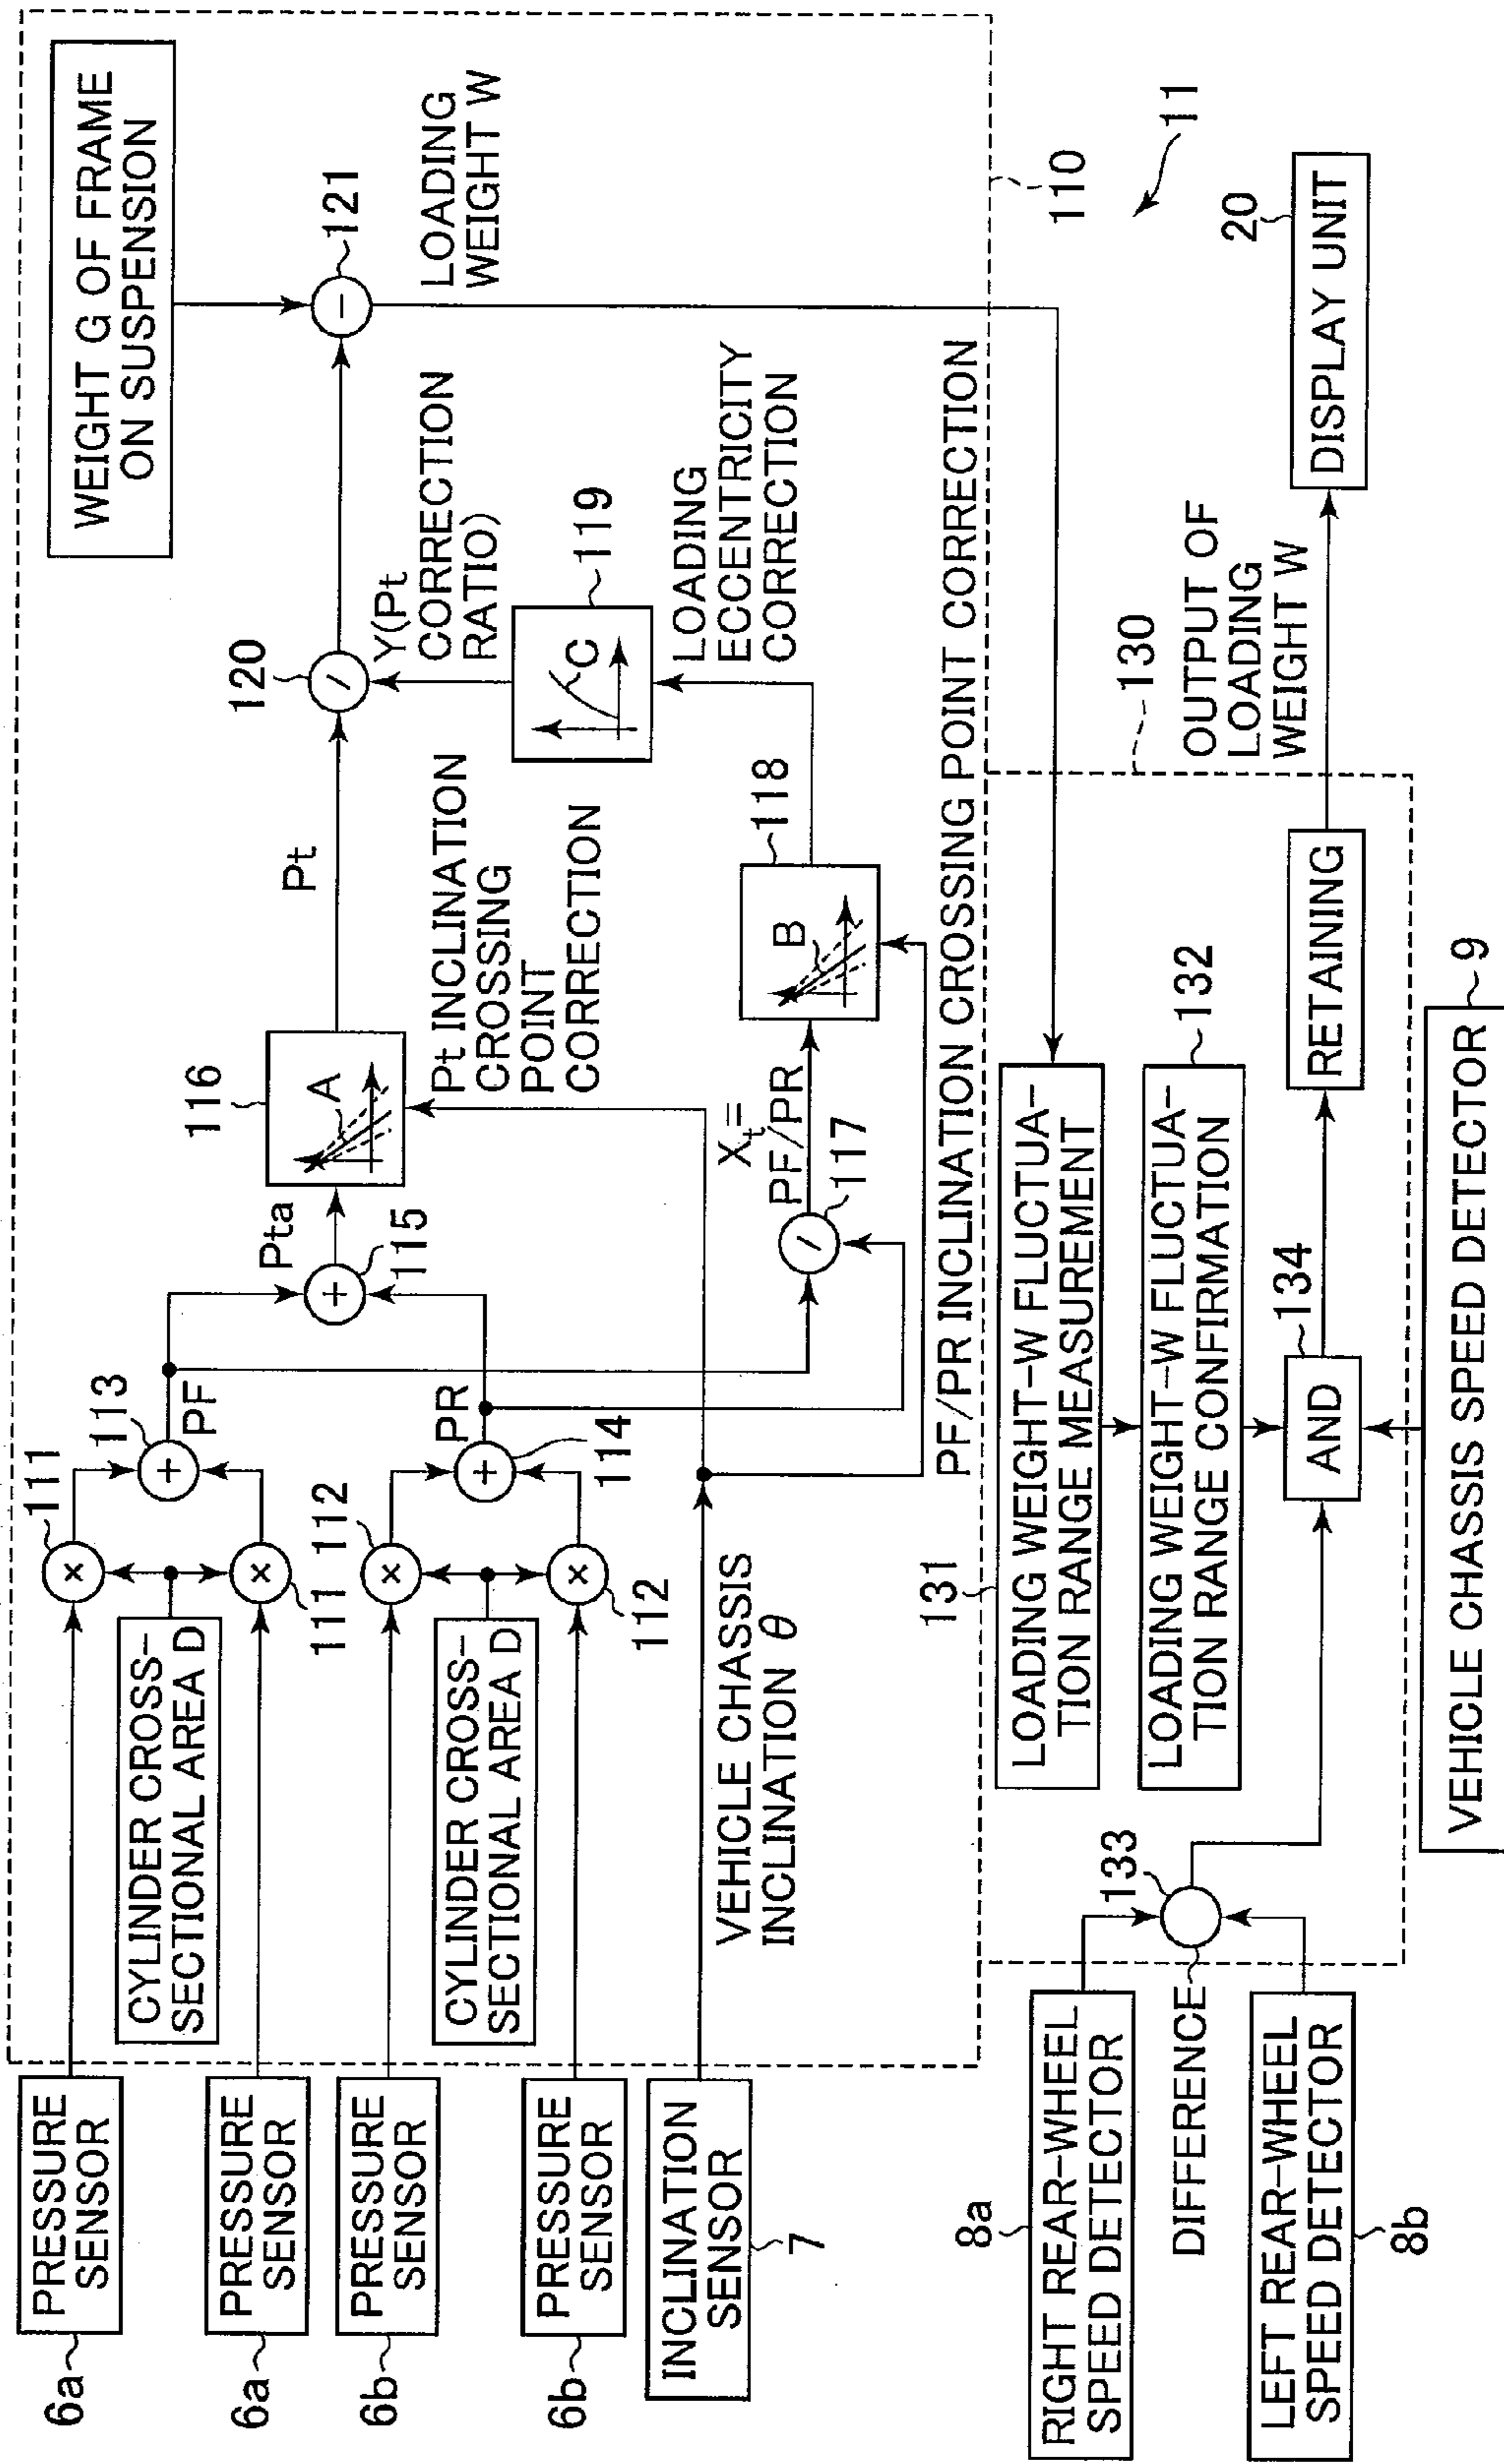 6a
PRESSURE
SENSOR
6a
PRESSURE
SENSOR
6b
PRESSURE
SENSOR
6b
PRESSURE
SENSOR
INCLINATION
SENSOR
7
CYLINDER CROSS-
SECTIONAL AREA D
CYLINDER CROSS-
SECTIONAL AREA D
VEHICLE CHASSIS
INCLINATION θ
111
×
×
111
112
×
×
112
113
+
PF
PR
+
114
Pta
+
115
116
A
Pt INCLINATION
CROSSING
POINT
CORRECTION
Xt=
PF/PR
/
117
118
B
PF/PR INCLINATION CROSSING POINT CORRECTION
Pt
120
/
Y(Pt
CORRECTION
RATIO)
119
C
LOADING
ECCENTRICITY
CORRECTION
WEIGHT G OF FRAME
ON SUSPENSION
−
121
LOADING
WEIGHT W
110
11
131
LOADING WEIGHT-W FLUCTUA-
TION RANGE MEASUREMENT
LOADING WEIGHT-W FLUCTUA-
TION RANGE CONFIRMATION
132
8a
RIGHT REAR-WHEEL
SPEED DETECTOR
DIFFERENCE
133
LEFT REAR-WHEEL
SPEED DETECTOR
8b
AND
134
RETAINING
130
OUTPUT OF
LOADING
WEIGHT W
20
DISPLAY UNIT
VEHICLE CHASSIS SPEED DETECTOR
9